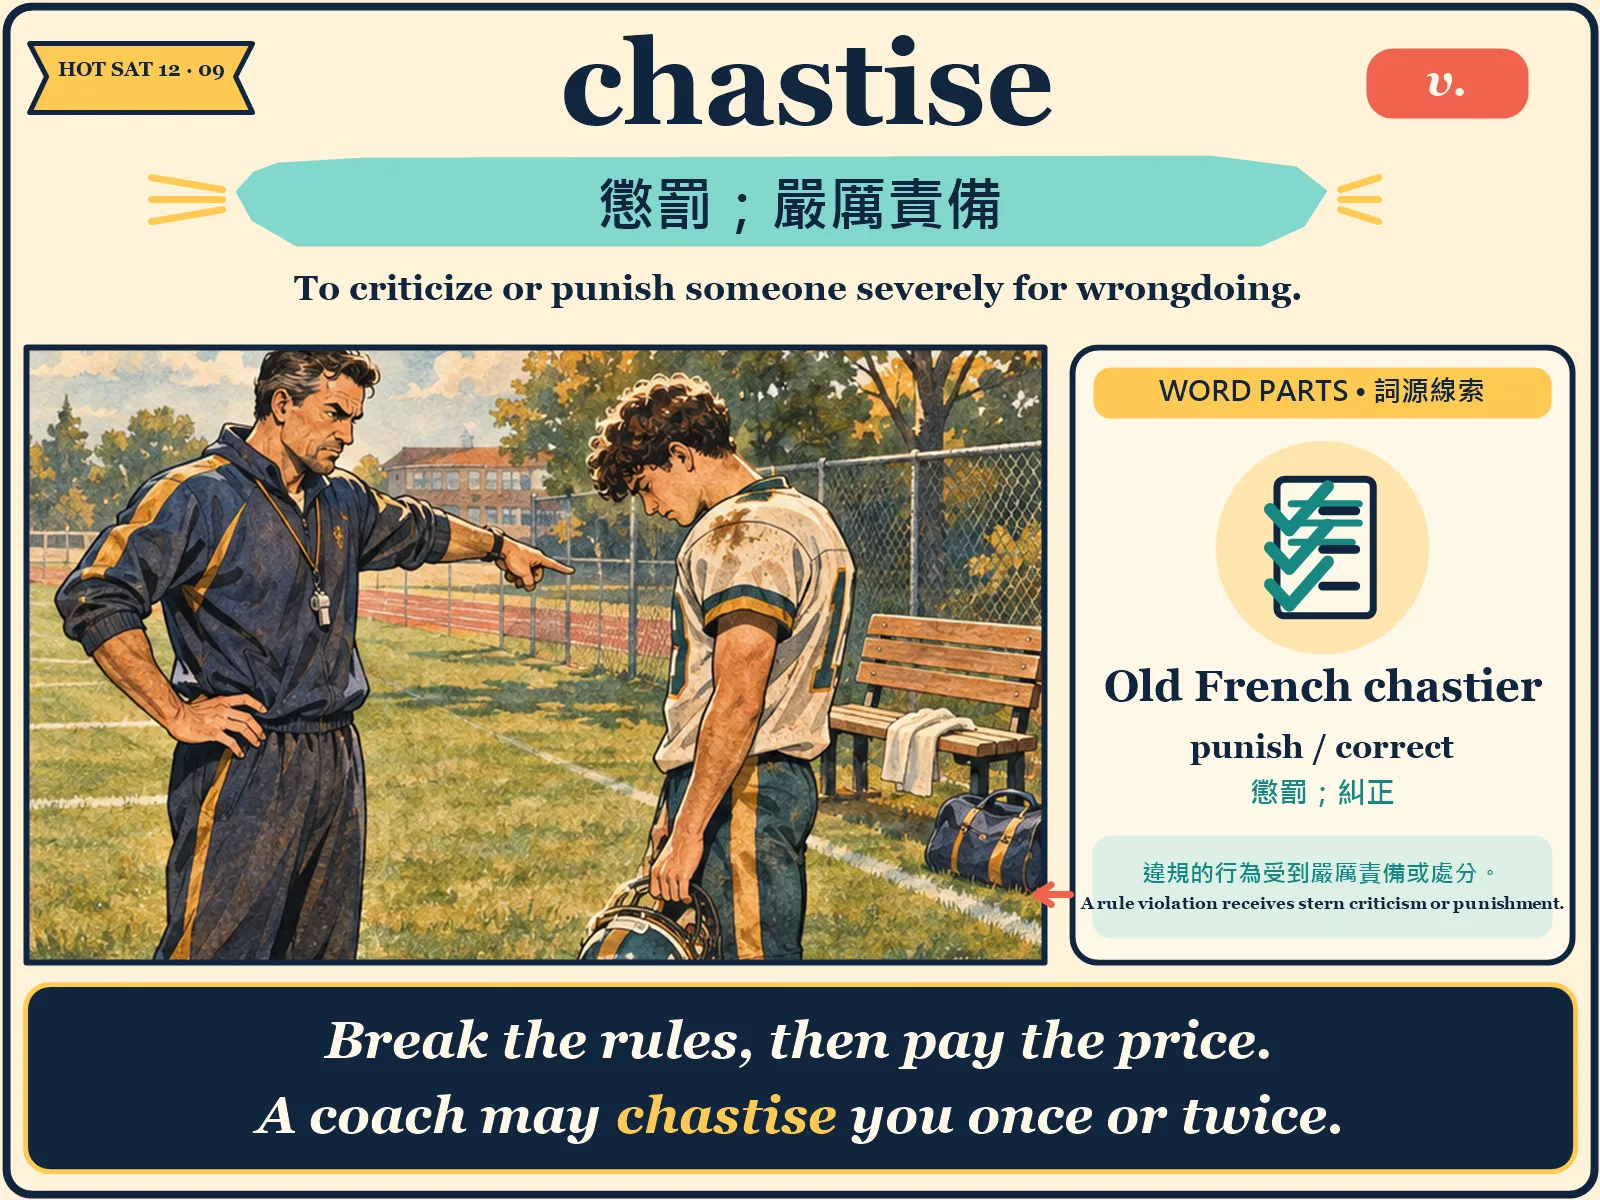 HOT SAT 12 · 09
chastise
v.
懲罰；嚴厲責備
To criticize or punish someone severely for wrongdoing.
WORD PARTS • 詞源線索
Old French chastier
punish / correct
懲罰；糾正
違規的行為受到嚴厲責備或處分。
A rule violation receives stern criticism or punishment.
Break the rules, then pay the price.
A coach may chastise you once or twice.